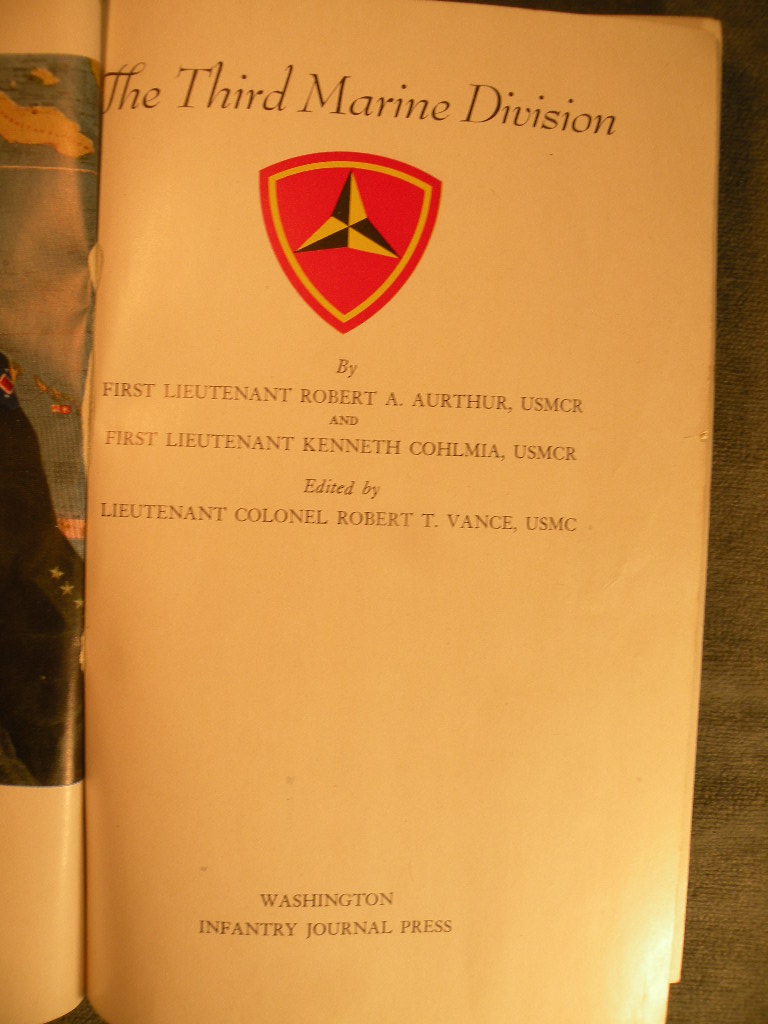 The Third Marine Division
By
FIRST LIEUTENANT ROBERT A. AURTHUR, USMCR
AND
FIRST LIEUTENANT KENNETH COHLMIA, USMCR
Edited by
LIEUTENANT COLONEL ROBERT T. VANCE, USMC
WASHINGTON
INFANTRY JOURNAL PRESS